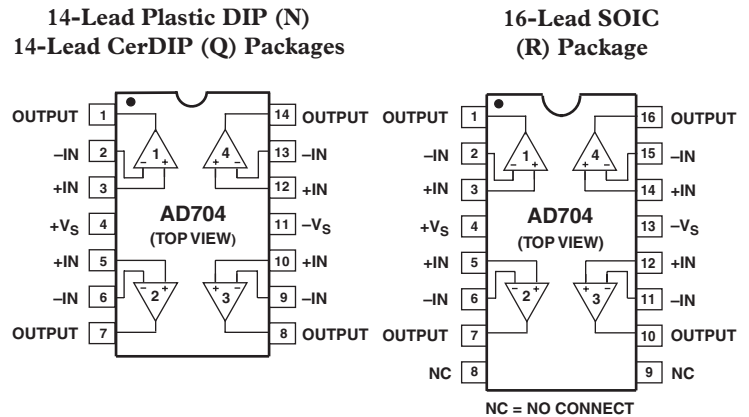 14-Lead Plastic DIP (N)
14-Lead CerDIP (Q) Packages
OUTPUT 1 14 OUTPUT
–IN 2 1 4 13 –IN
– + + –
+IN 3 12 +IN
AD704
+VS 4 11 –VS
(TOP VIEW)
+IN 5 10 +IN
– + + –
–IN 6 2 3 9 –IN
OUTPUT 7 8 OUTPUT
16-Lead SOIC
(R) Package
OUTPUT 1 16 OUTPUT
–IN 2 1 4 15 –IN
– + + –
+IN 3 14 +IN
AD704
+VS 4 13 –VS
(TOP VIEW)
+IN 5 12 +IN
– + + –
–IN 6 2 3 11 –IN
OUTPUT 7 10 OUTPUT
NC 8 9 NC
NC = NO CONNECT